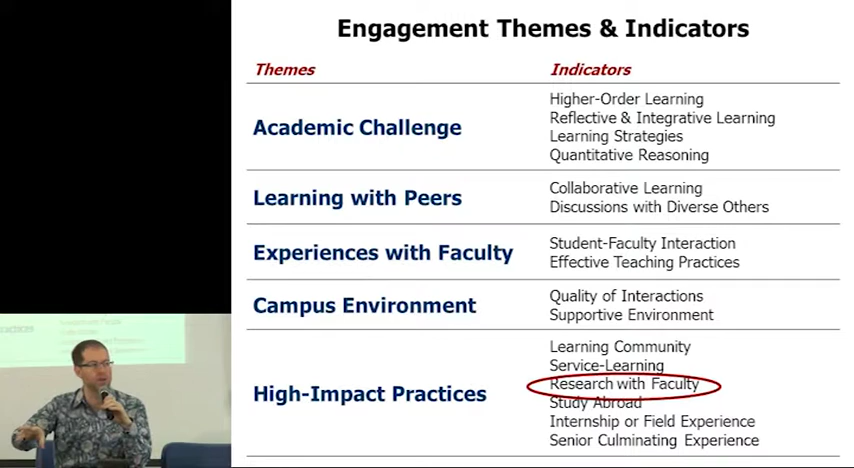 Engagement Themes & Indicators
Themes Indicators
Academic Challenge
Higher-Order Learning
Reflective & Integrative Learning
Learning Strategies
Quantitative Reasoning
Learning with Peers
Collaborative Learning
Discussions with Diverse Others
Experiences with Faculty
Student-Faculty Interaction
Effective Teaching Practices
Campus Environment
Quality of Interactions
Supportive Environment
High-Impact Practices
Learning Community
Service-Learning
Research with Faculty
Study Abroad
Internship or Field Experience
Senior Culminating Experience